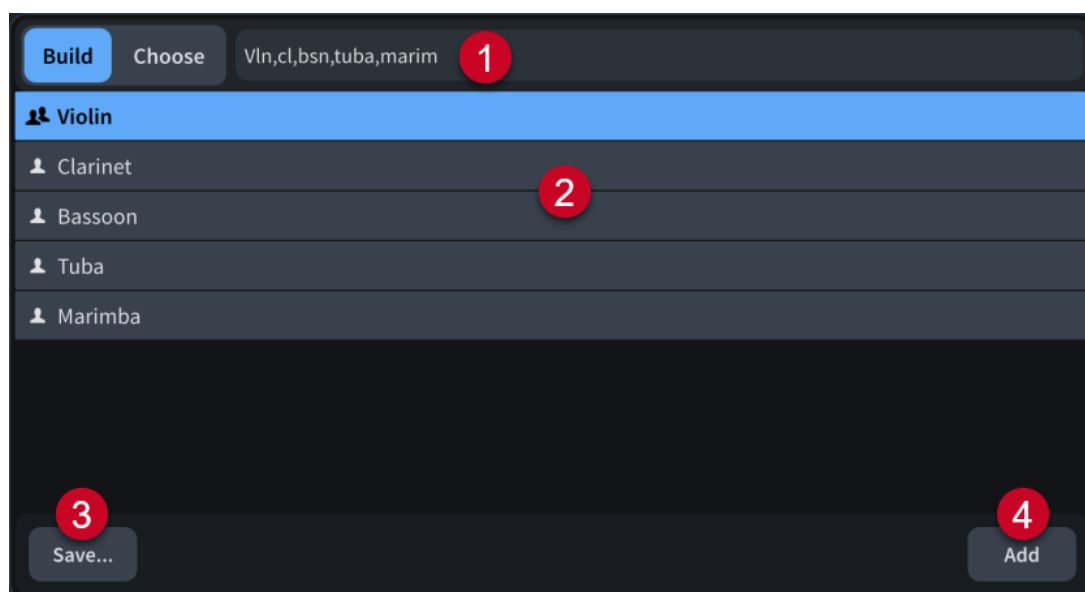 Build Choose Vln,cl,bsn,tuba,marim 1
Violin
Clarinet
2
Bassoon
Tuba
Marimba
3 4
Save... Add